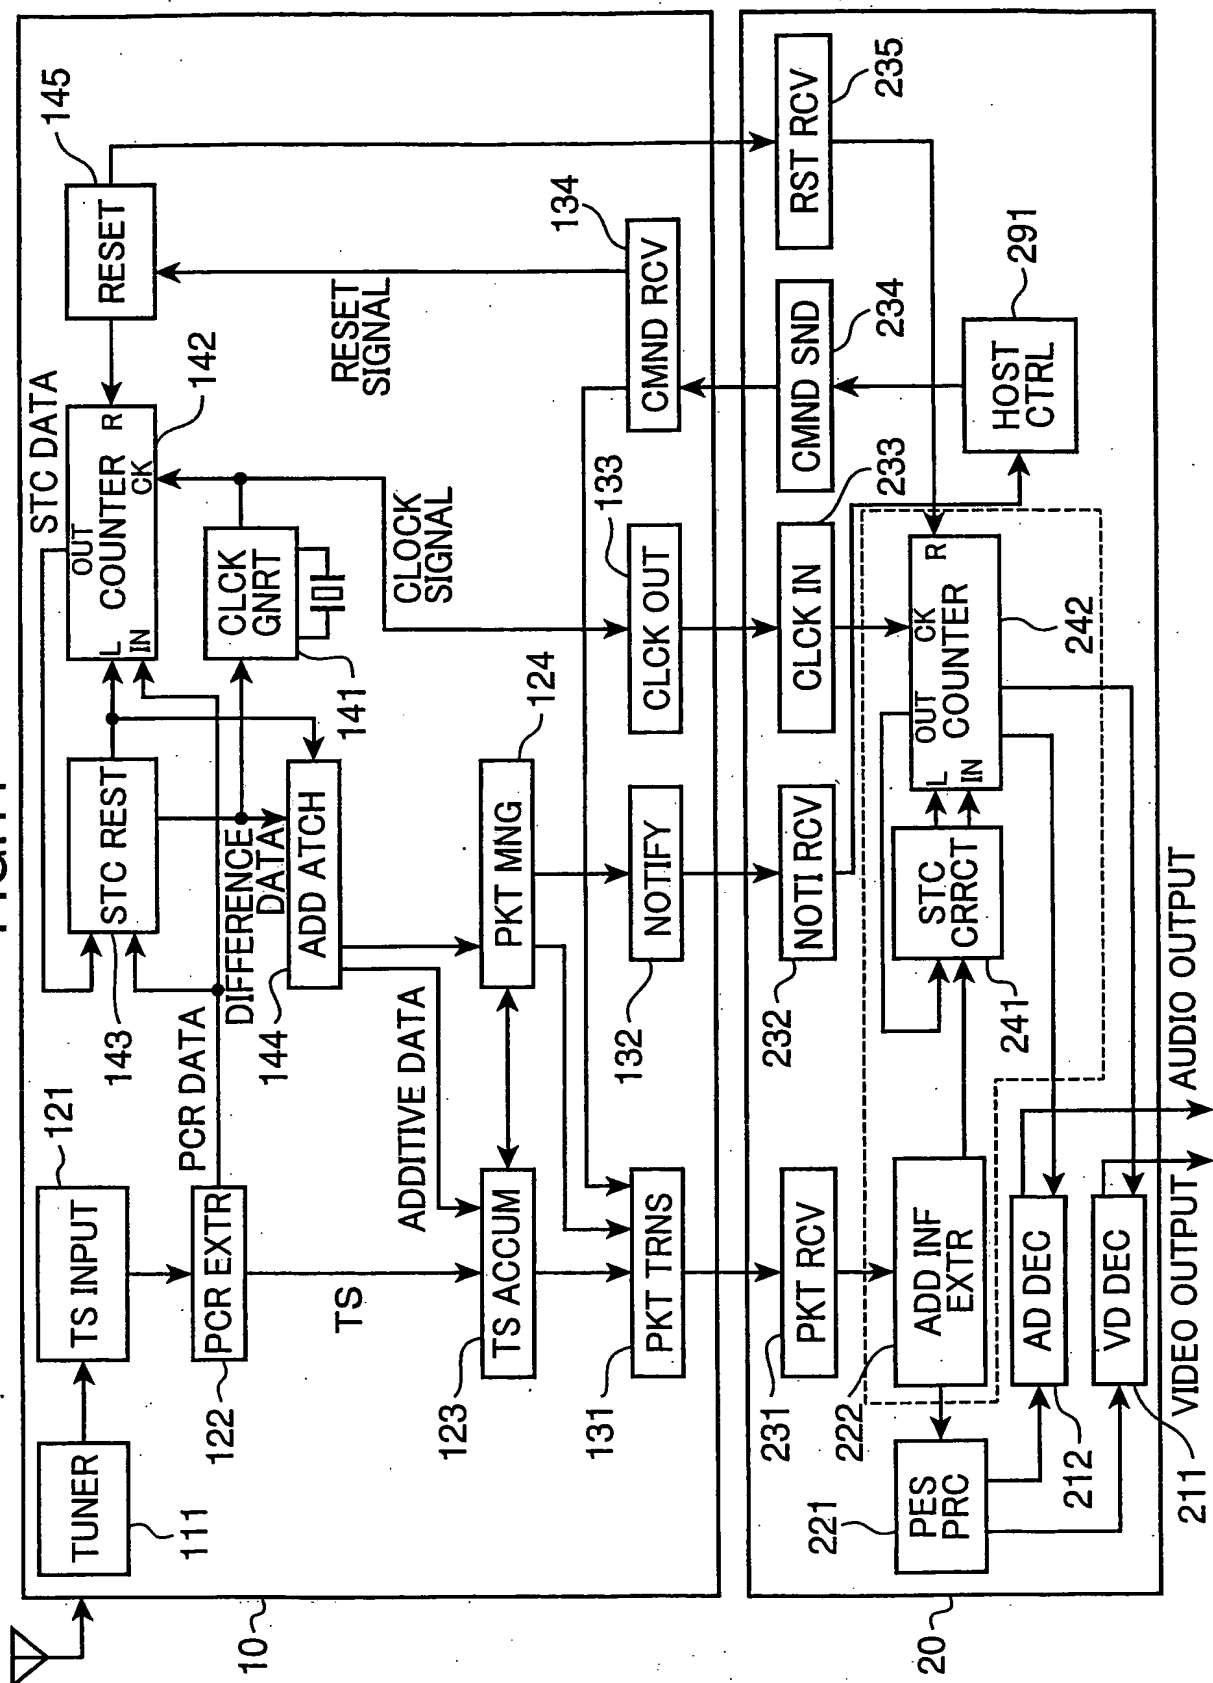 10
TUNER
111
TS INPUT
121
PCR EXTR
122
PCR DATA
TS
STC REST
143
STC DATA
OUT
COUNTER
L
IN
CK
R
142
RESET
145
CLCK
GNRT
141
DIFFERENCE
DATA
ADD ATCH
144
ADDITIVE DATA
CLOCK
SIGNAL
RESET
SIGNAL
TS ACCUM
123
PKT MNG
124
PKT TRNS
131
NOTIFY
132
CLCK OUT
133
CMND RCV
134
20
PKT RCV
231
NOTI RCV
232
CLCK IN
233
CMND SND
234
RST RCV
235
HOST
CTRL
291
ADD INF
EXTR
222
STC
CRRCT
241
OUT
COUNTER
L
IN
CK
R
242
PES
PRC
221
AD DEC
212
VD DEC
211
VIDEO OUTPUT
AUDIO OUTPUT